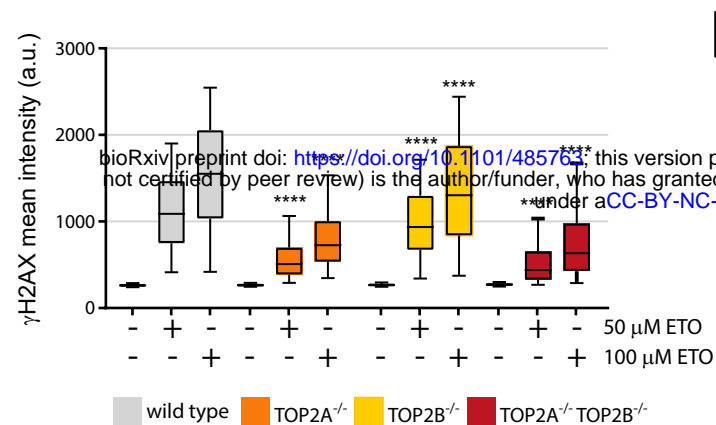 γH2AX mean intensity (a.u.)
3000
2000
1000
0
****
****
****
****
****
****
bioRxiv preprint doi: https://doi.org/10.1101/485763; this version p
not certified by peer review) is the author/funder, who has granted
under aCC-BY-NC-
- + - - + - - + - - + - 50 μM ETO
- - + - - + - - + - - + 100 μM ETO
wild type TOP2A-/- TOP2B-/- TOP2A-/- TOP2B-/-